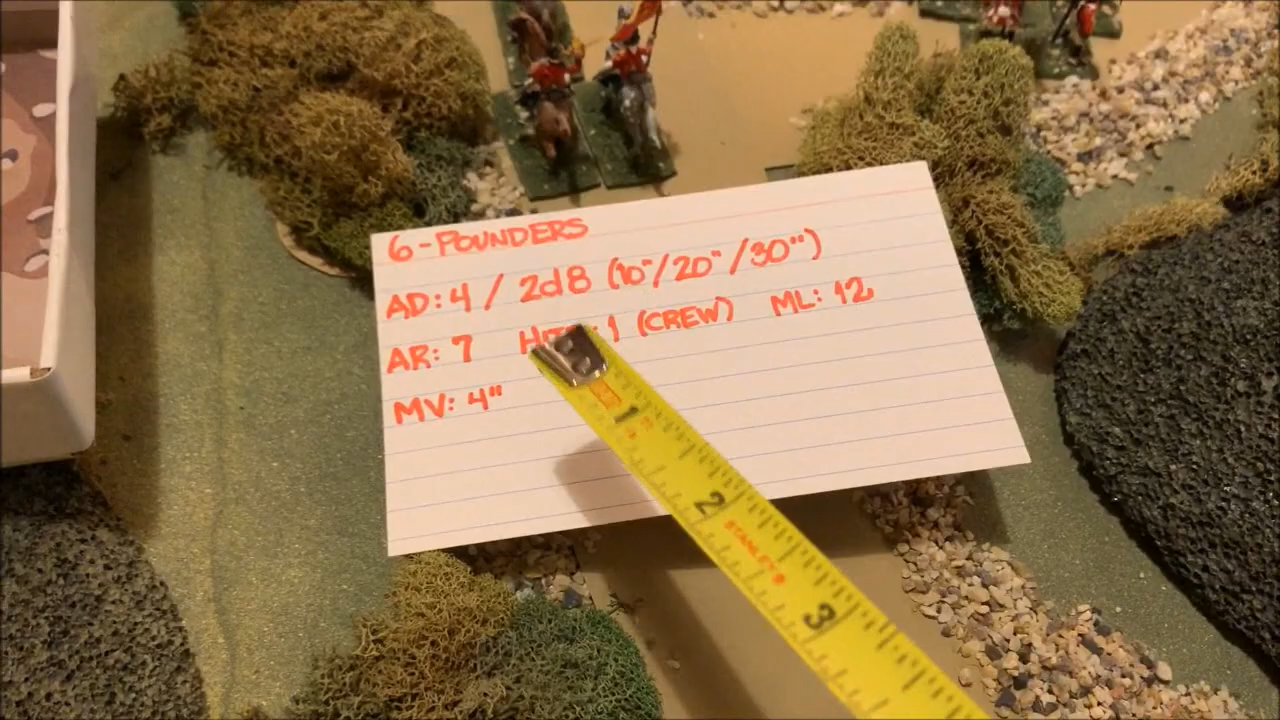 6-POUNDERS
AD: 4 / 2d8 (10"/20"/30")
AR: 7 1 (CREW) ML: 12
MV: 4"
1
2
STANLEY
3